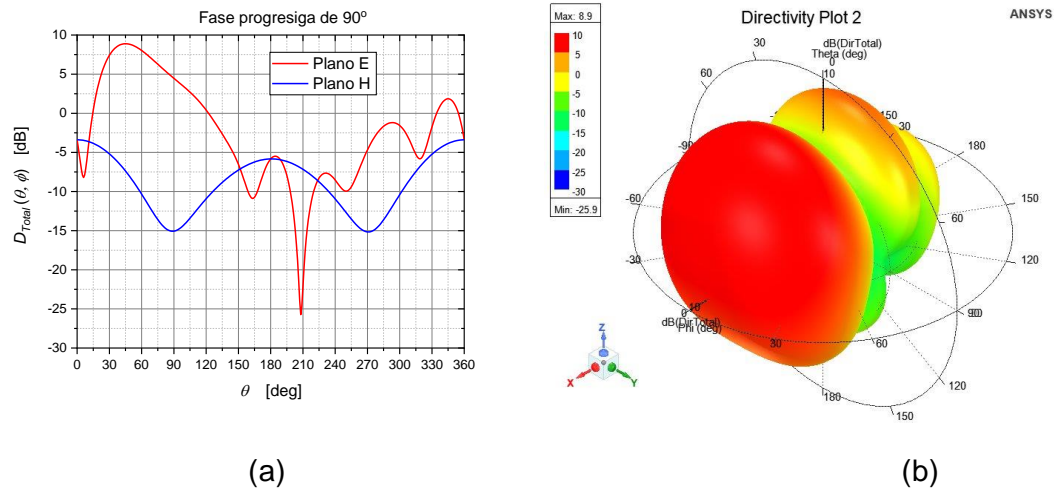 Fase progresiga de 90º
Plano E
Plano H
D_Total (θ, ϕ) [dB]
10
5
0
-5
-10
-15
-20
-25
-30
0 30 60 90 120 150 180 210 240 270 300 330 360
θ [deg]
(a)
Directivity Plot 2
ANSYS
Max: 8.9
10
5
0
-5
-10
-15
-20
-25
-30
Min: -25.9
dB(DirTotal)
Theta (deg)
0
10
30
30
60
60
-90
-60
-30
0
10
dB(DirTotal)
Phi (deg)
30
60
90
120
150
180
150
180
150
120
Z
X
Y
(b)